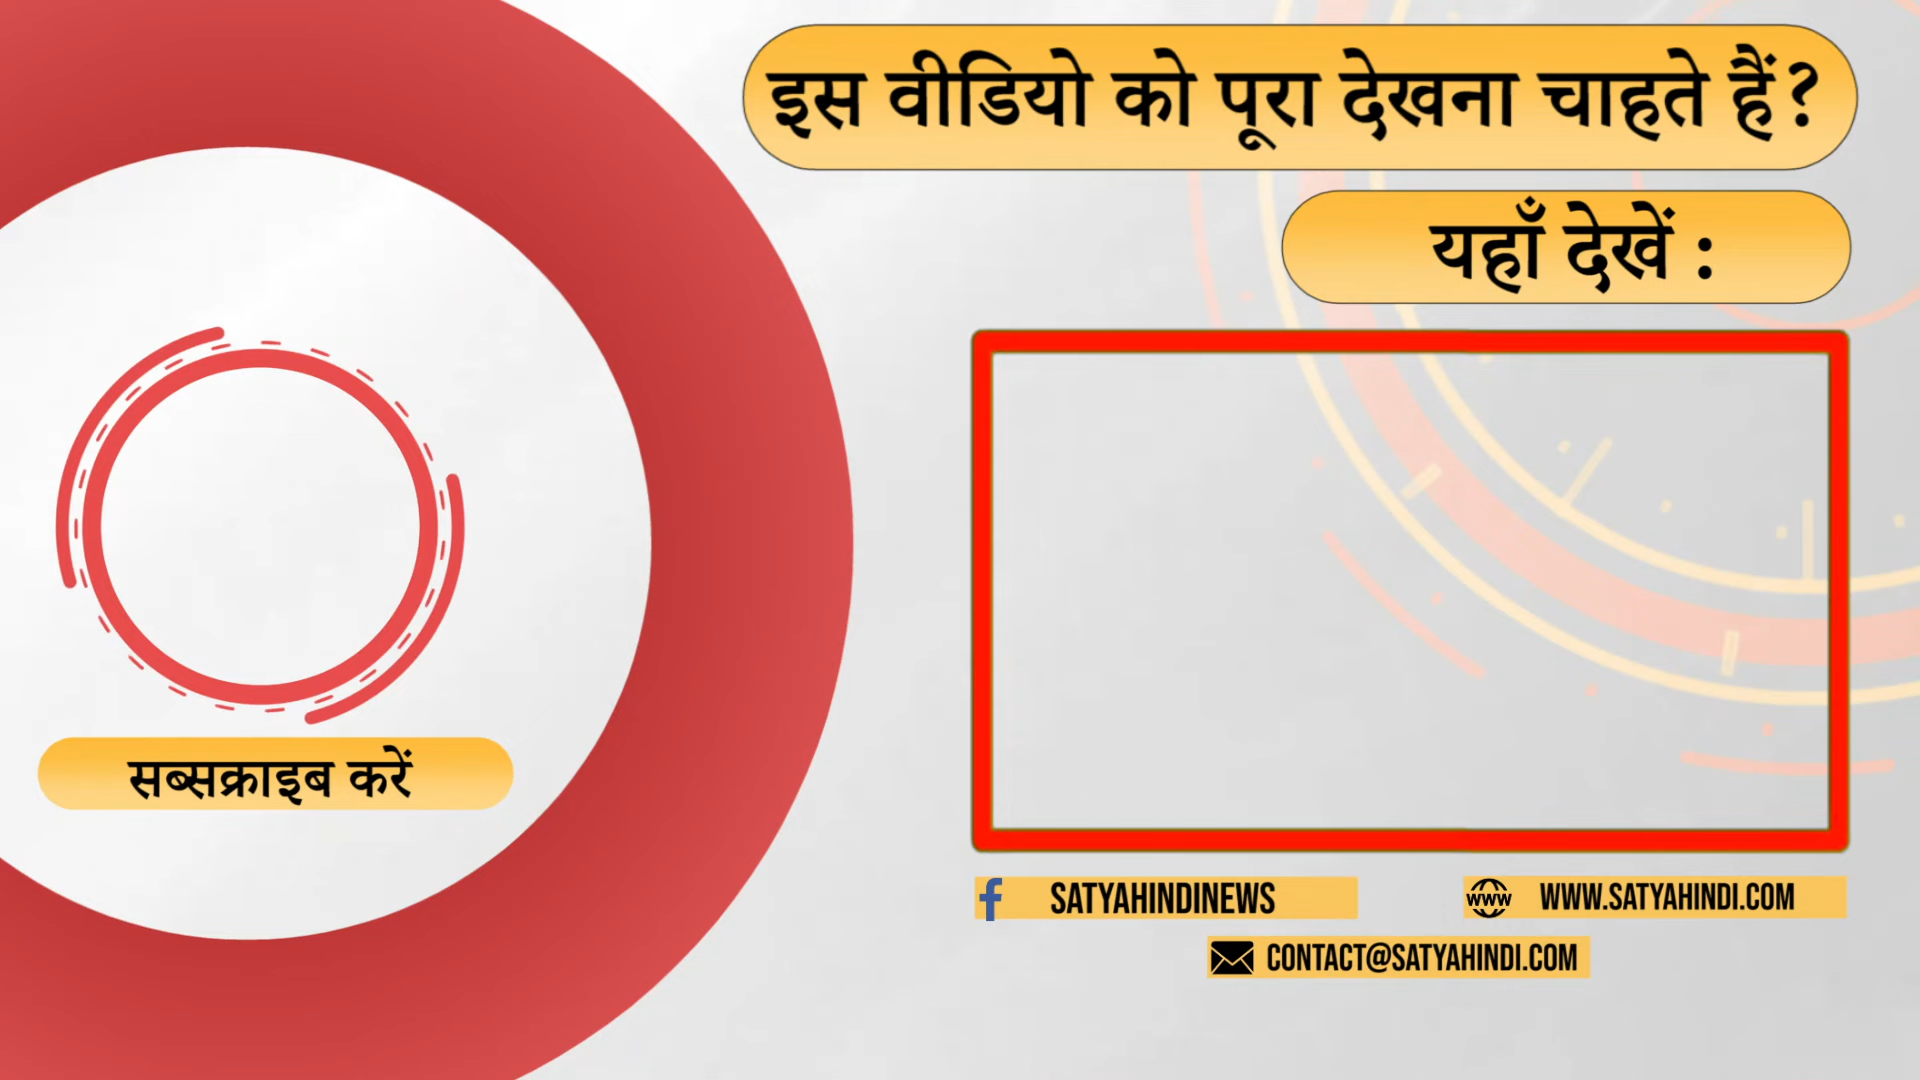 इस वीडियो को पूरा देखना चाहते हैं?
यहाँ देखें :
सब्सक्राइब करें
SATYAHINDINEWS
WWW
WWW.SATYAHINDI.COM
CONTACT@SATYAHINDI.COM